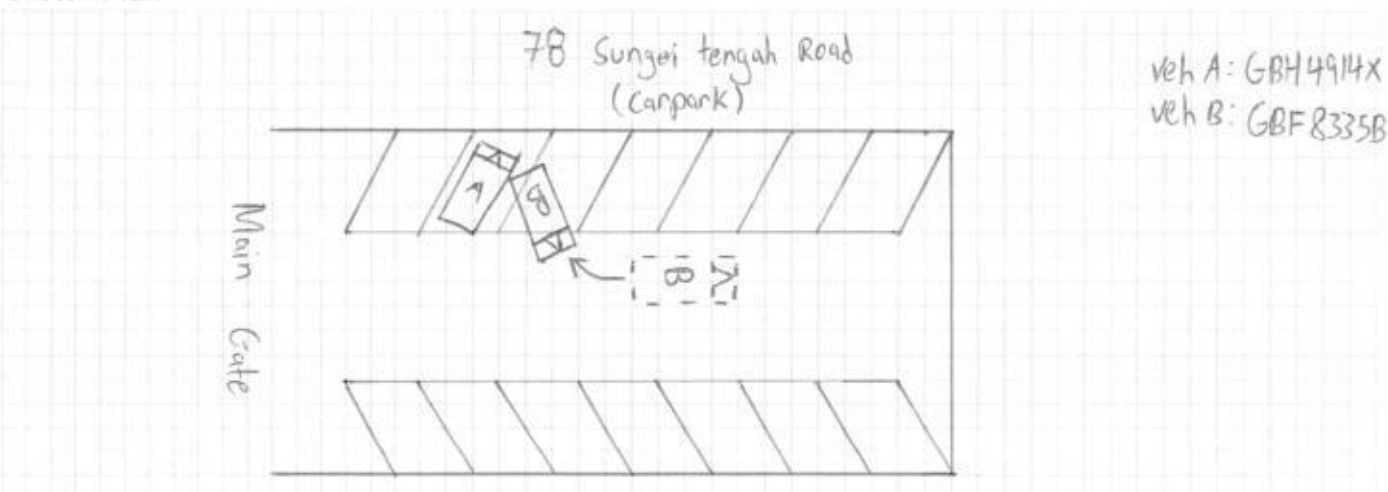 78 Sungei tengah Road
(Carpark)
veh A: GBH4914X
veh B: GBF8335B
A
B
B
A
Main Gate